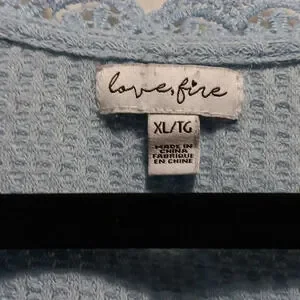 love, fire
XL/TG
MADE IN
CHINA
FABRIQUE
EN CHINE